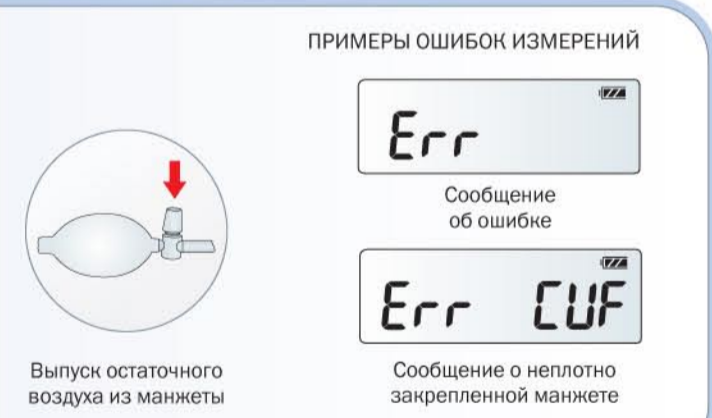 ПРИМЕРЫ ОШИБОК ИЗМЕРЕНИЙ
Err
Сообщение
об ошибке
Err CUF
Выпуск остаточного
воздуха из манжеты
Сообщение о неплотно
закрепленной манжете